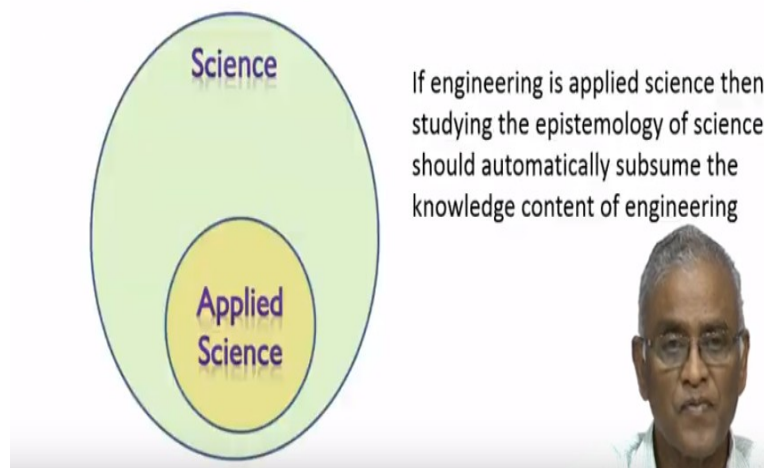 Science
Applied
Science
If engineering is applied science then
studying the epistemology of science
should automatically subsume the
knowledge content of engineering